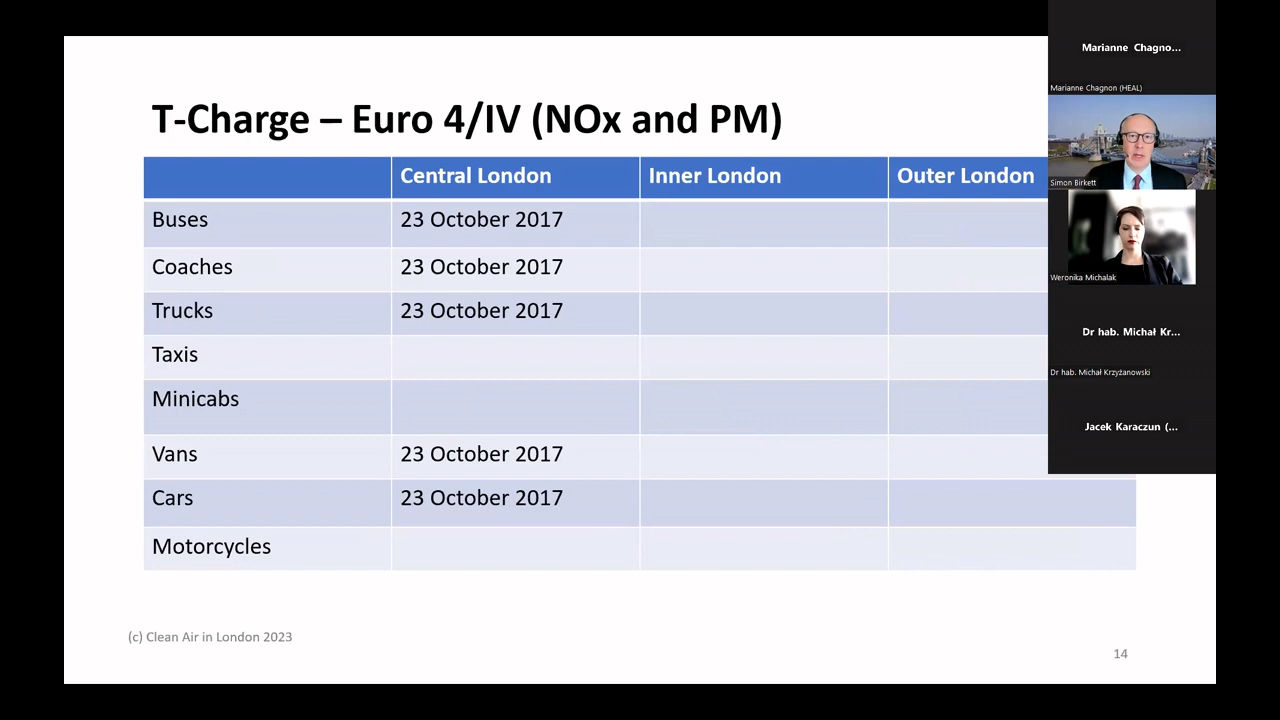 T-Charge – Euro 4/IV (NOx and PM)
Central London Inner London Outer London
Buses 23 October 2017
Coaches 23 October 2017
Trucks 23 October 2017
Taxis
Minicabs
Vans 23 October 2017
Cars 23 October 2017
Motorcycles
(c) Clean Air in London 2023
14
Marianne Chagno...
Marianne Chagnon (HEAL)
Simon Birkett
Weronika Michalak
Dr hab. Michał Kr...
Dr hab. Michał Krzyżanowski
Jacek Karaczun (...